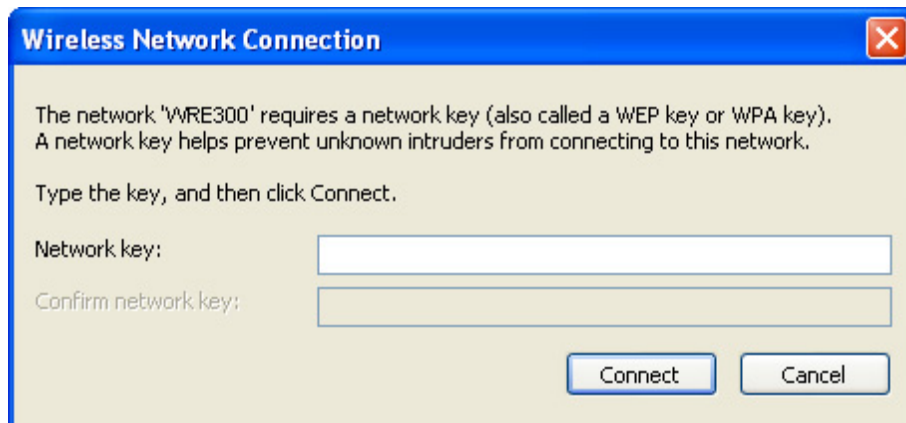 Wireless Network Connection
The network 'WRE300' requires a network key (also called a WEP key or WPA key).
A network key helps prevent unknown intruders from connecting to this network.
Type the key, and then click Connect.
Network key:
Confirm network key:
Connect Cancel